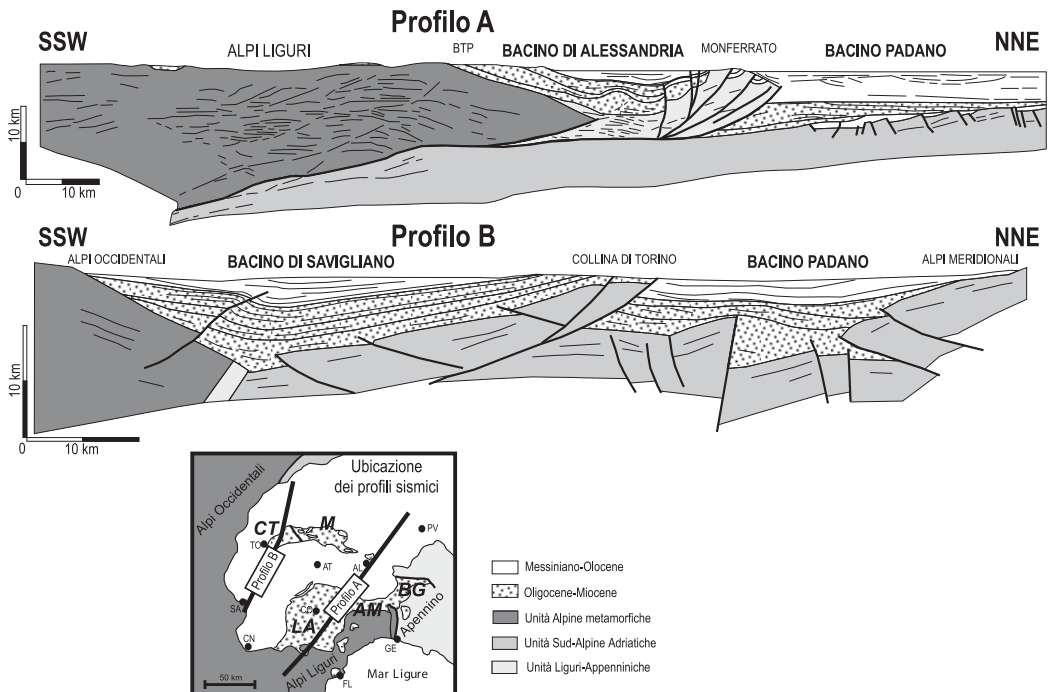 Profilo A
SSW
ALPI LIGURI
BTP
BACINO DI ALESSANDRIA
MONFERRATO
BACINO PADANO
NNE
10 km
0
10 km
SSW
Profilo B
NNE
ALPI OCCIDENTALI
BACINO DI SAVIGLIANO
COLLINA DI TORINO
BACINO PADANO
ALPI MERIDIONALI
10 km
0
10 km
Ubicazione
dei profili sismici
Alpi Occidentali
CT
M
PV
TO
Profilo B
AT
AL
Profilo A
SA
CO
LA
AM
BG
Appennino
CN
GE
Alpi Liguri
Mar Ligure
FL
50 km
Messiniano-Olocene
Oligocene-Miocene
Unità Alpine metamorfiche
Unità Sud-Alpine Adriatiche
Unità Liguri-Appenniniche